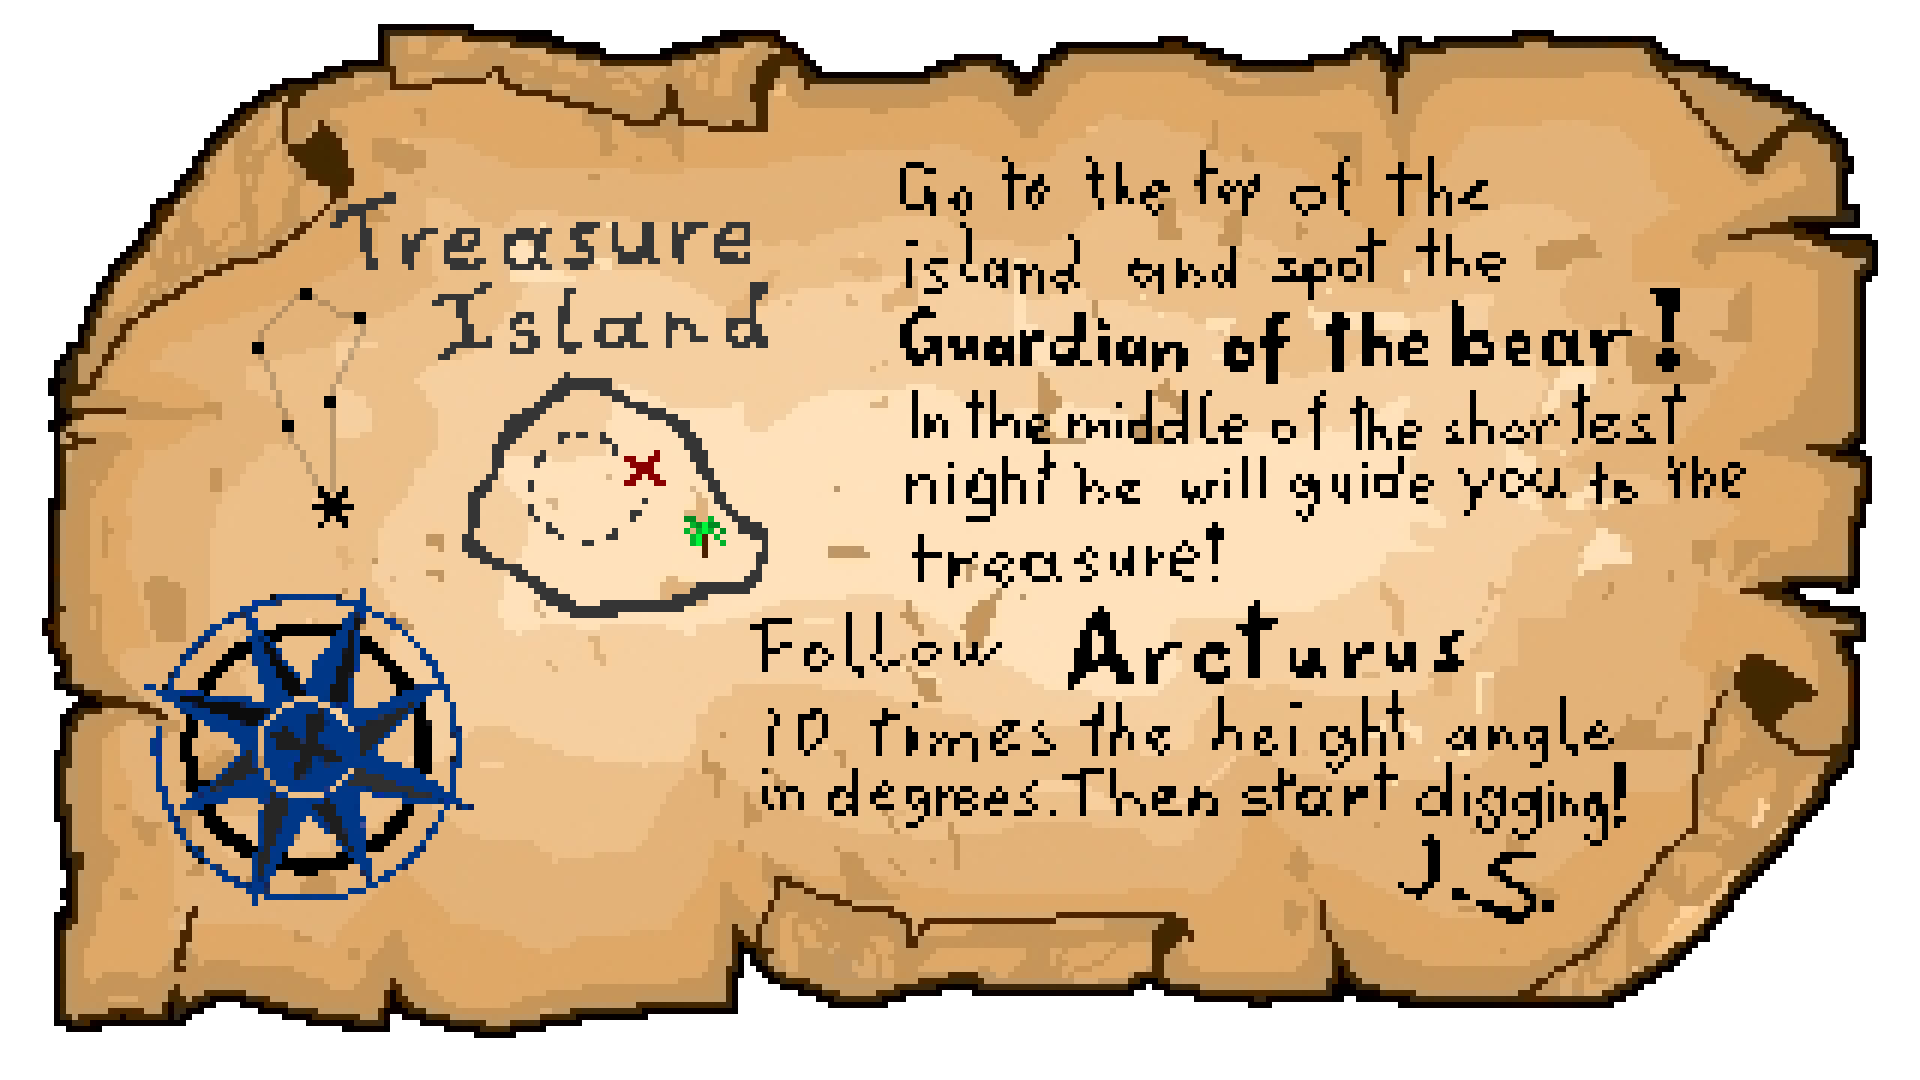 Treasure
Island
Go to the top of the
island and spot the
Guardian of the bear!
In the middle of the shortest
night he will guide you to the
treasure!
Follow Arcturus
10 times the height angle
in degrees. Then start digging!
J.S.